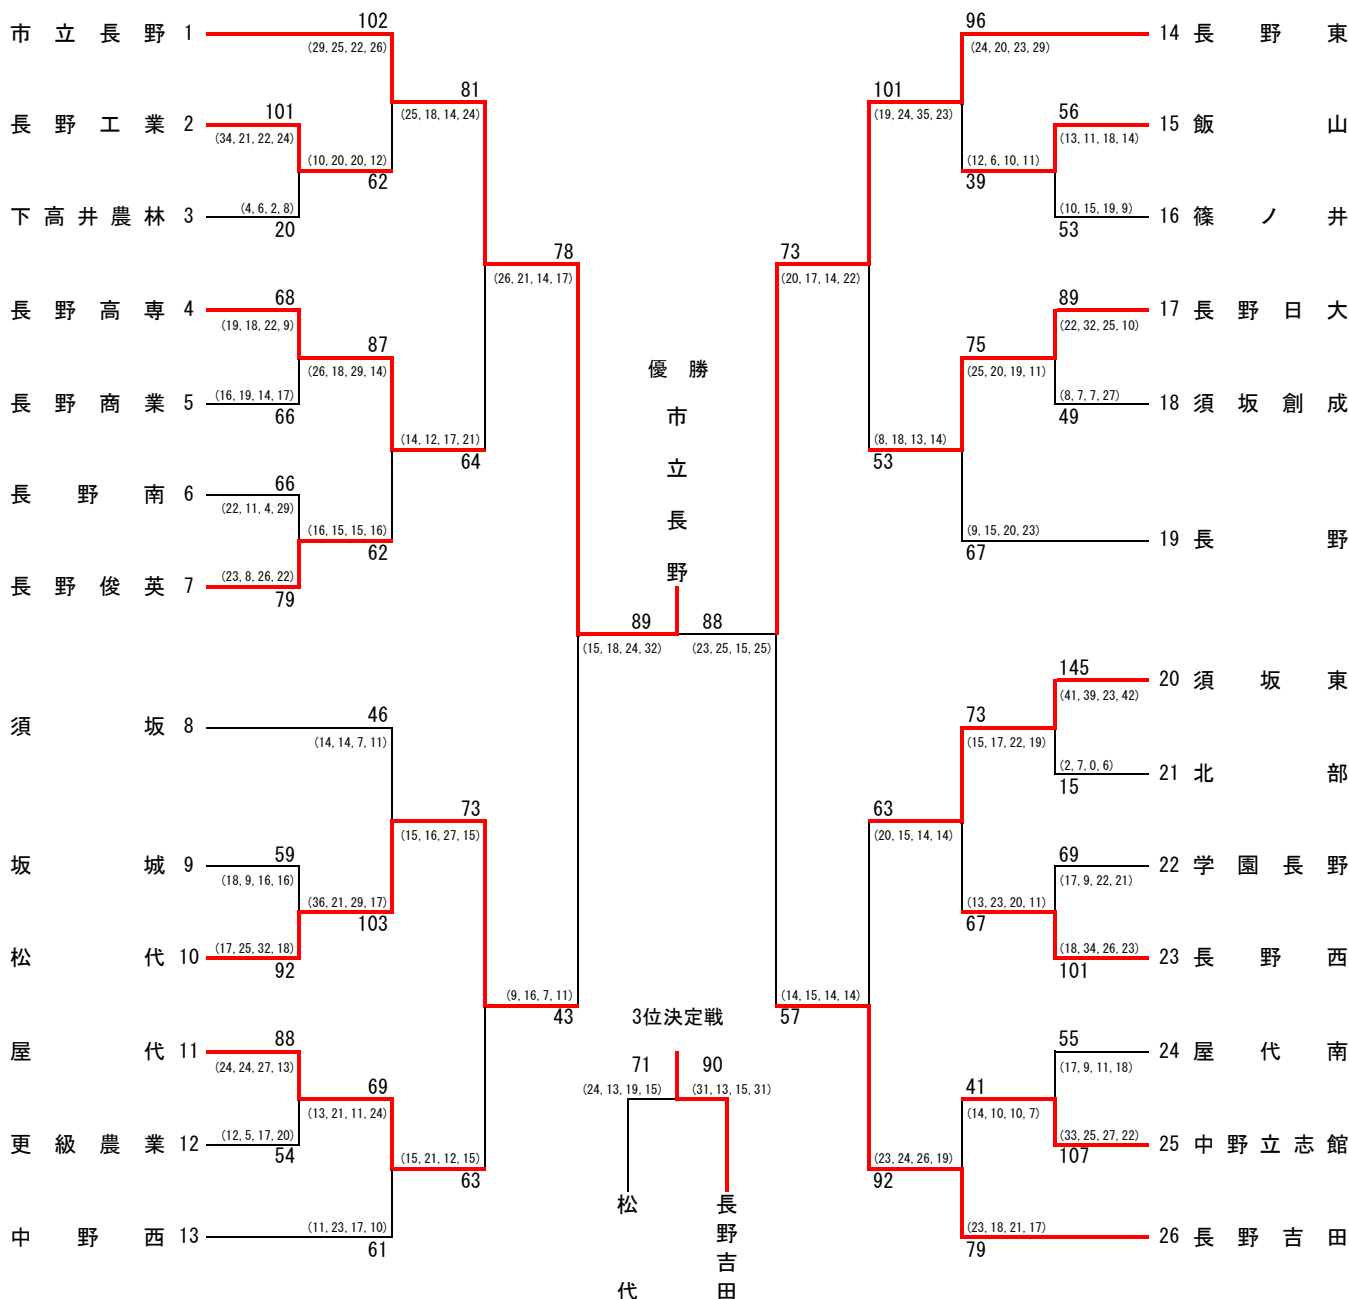 102
市立長野 1
(29, 25, 22, 26)
81
(25, 18, 14, 24)
101
長野工業 2
(34, 21, 22, 24)
(10, 20, 20, 12)
62
(4, 6, 2, 8)
下高井農林 3
20
78
(26, 21, 14, 17)
68
長野高専 4
(19, 18, 22, 9)
87
(26, 18, 29, 14)
(16, 19, 14, 17)
長野商業 5
66
(14, 12, 17, 21)
64
66
長野南 6
(22, 11, 4, 29)
(16, 15, 15, 16)
62
(23, 8, 26, 22)
長野俊英 7
79
46
須坂 8
(14, 14, 7, 11)
73
(15, 16, 27, 15)
59
坂城 9
(18, 9, 16, 16)
(36, 21, 29, 17)
103
(17, 25, 32, 18)
松代 10
92
(9, 16, 7, 11)
43
88
屋代 11
(24, 24, 27, 13)
69
(13, 21, 11, 24)
(12, 5, 17, 20)
更級農業 12
54
(15, 21, 12, 15)
63
(11, 23, 17, 10)
中野西 13
61
優勝
市立長野
89
(15, 18, 24, 32)
88
(23, 25, 15, 25)
3位決定戦
71
(24, 13, 19, 15)
90
(31, 13, 15, 31)
松代
長野吉田
96
14 長野東
(24, 20, 23, 29)
101
(19, 24, 35, 23)
56
15 飯山
(13, 11, 18, 14)
(12, 6, 10, 11)
39
(10, 15, 19, 9)
16 篠ノ井
53
73
(20, 17, 14, 22)
89
17 長野日大
(22, 32, 25, 10)
75
(25, 20, 19, 11)
(8, 7, 7, 27)
18 須坂創成
49
(8, 18, 13, 14)
53
(9, 15, 20, 23)
19 長野
67
145
20 須坂東
(41, 39, 23, 42)
73
(15, 17, 22, 19)
(2, 7, 0, 6)
21 北部
15
63
(20, 15, 14, 14)
69
22 学園長野
(17, 9, 22, 21)
(13, 23, 20, 11)
67
(18, 34, 26, 23)
23 長野西
101
(14, 15, 14, 14)
57
55
24 屋代南
(17, 9, 11, 18)
41
(14, 10, 10, 7)
(33, 25, 27, 22)
25 中野立志館
107
(23, 24, 26, 19)
92
(23, 18, 21, 17)
26 長野吉田
79